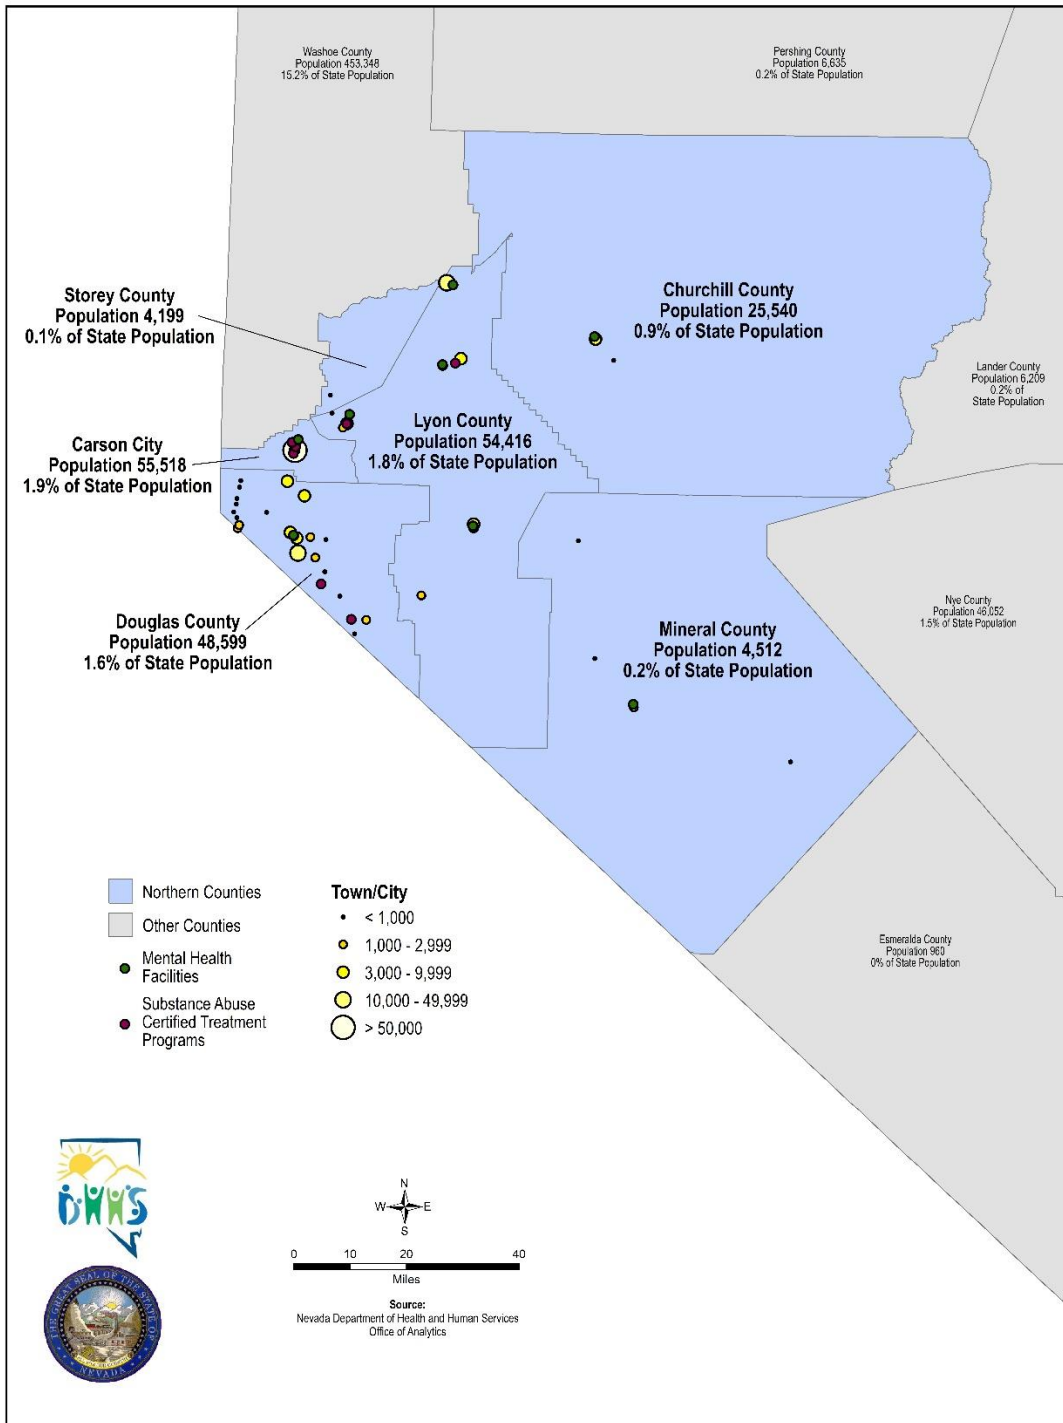 Washoe County
Population 453,348
15.2% of State Population
Pershing County
Population 6,635
0.2% of State Population
Storey County
Population 4,199
0.1% of State Population
Churchill County
Population 25,540
0.9% of State Population
Lander County
Population 6,209
0.2% of
State Population
Carson City
Population 55,518
1.9% of State Population
Lyon County
Population 54,416
1.8% of State Population
Douglas County
Population 48,599
1.6% of State Population
Mineral County
Population 4,512
0.2% of State Population
Nye County
Population 46,052
1.5% of State Population
Esmeralda County
Population 960
0% of State Population
Northern Counties
Other Counties
Mental Health
Facilities
Substance Abuse
Certified Treatment
Programs
Town/City
< 1,000
1,000 - 2,999
3,000 - 9,999
10,000 - 49,999
> 50,000
DHHS
N
W E
S
0 10 20 40
Miles
Source:
Nevada Department of Health and Human Services
Office of Analytics
THE GREAT SEAL OF THE STATE OF
NEVADA